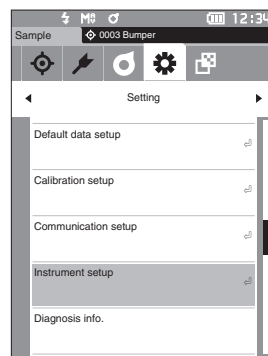 12:34
Sample
0003 Bumper
Setting
Default data setup
Calibration setup
Communication setup
Instrument setup
Diagnosis info.